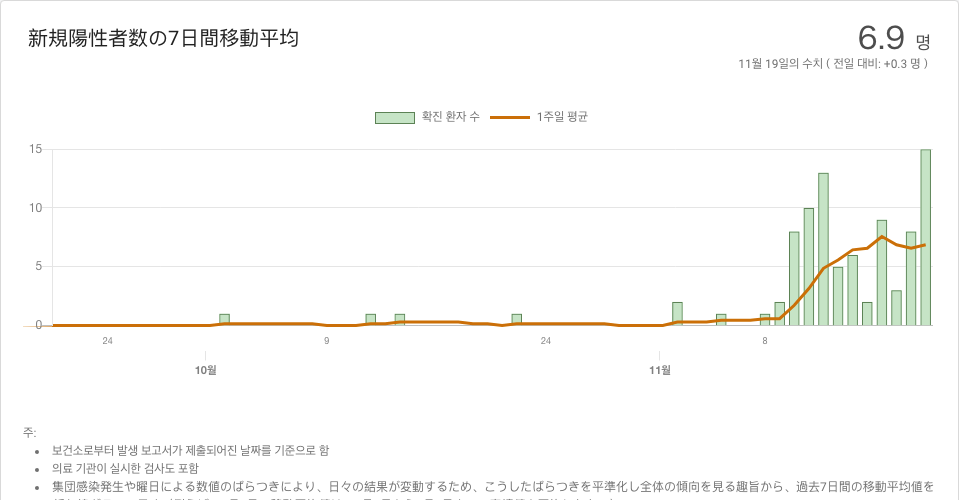 新規陽性者数の7日間移動平均
6.9 명
11월 19일의 수치 ( 전일 대비: +0.3 명 )
확진 환자 수 1주일 평균
15
10
5
0
24 9 24 8
10월 11월
주:
보건소로부터 발생 보고서가 제출되어진 날짜를 기준으로 함
의료 기관이 실시한 검사도 포함
集団感染発生や曜日による数値のばらつきにより、日々の結果が変動するため、こうしたばらつきを平準化し全体の傾向を見る趣旨から、過去7日間の移動平均値を